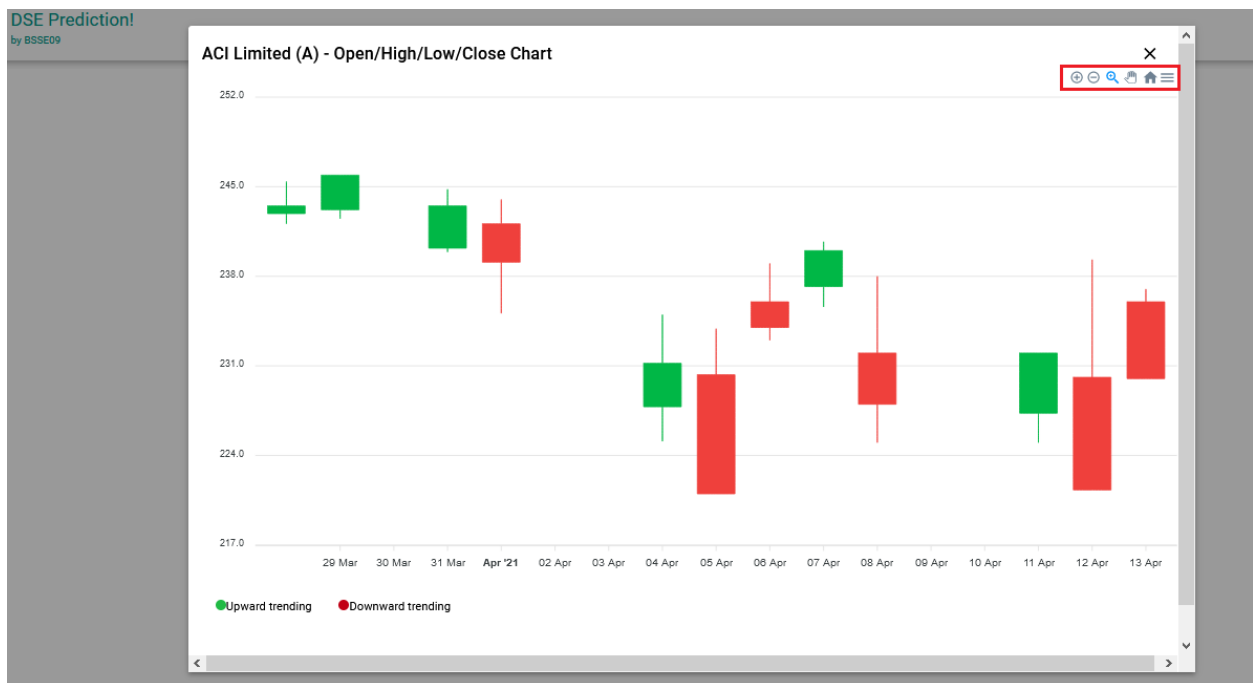 DSE Prediction!
by BSSE09
ACI Limited (A) - Open/High/Low/Close Chart
252.0
245.0
238.0
231.0
224.0
217.0
29 Mar 30 Mar 31 Mar Apr '21 02 Apr 03 Apr 04 Apr 05 Apr 06 Apr 07 Apr 08 Apr 09 Apr 10 Apr 11 Apr 12 Apr 13 Apr
Upward trending Downward trending